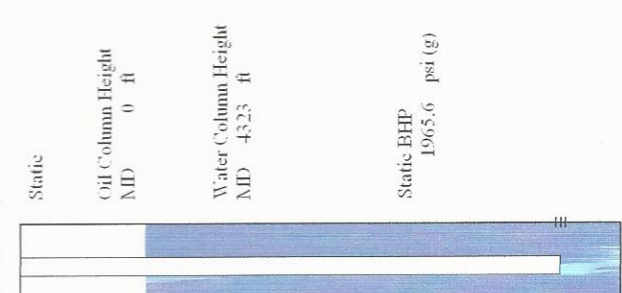 Static
Oil Column Height
MD 0 ft
Water Column Height
MD 4323 ft
Static BHP
1965.6 psi (g)